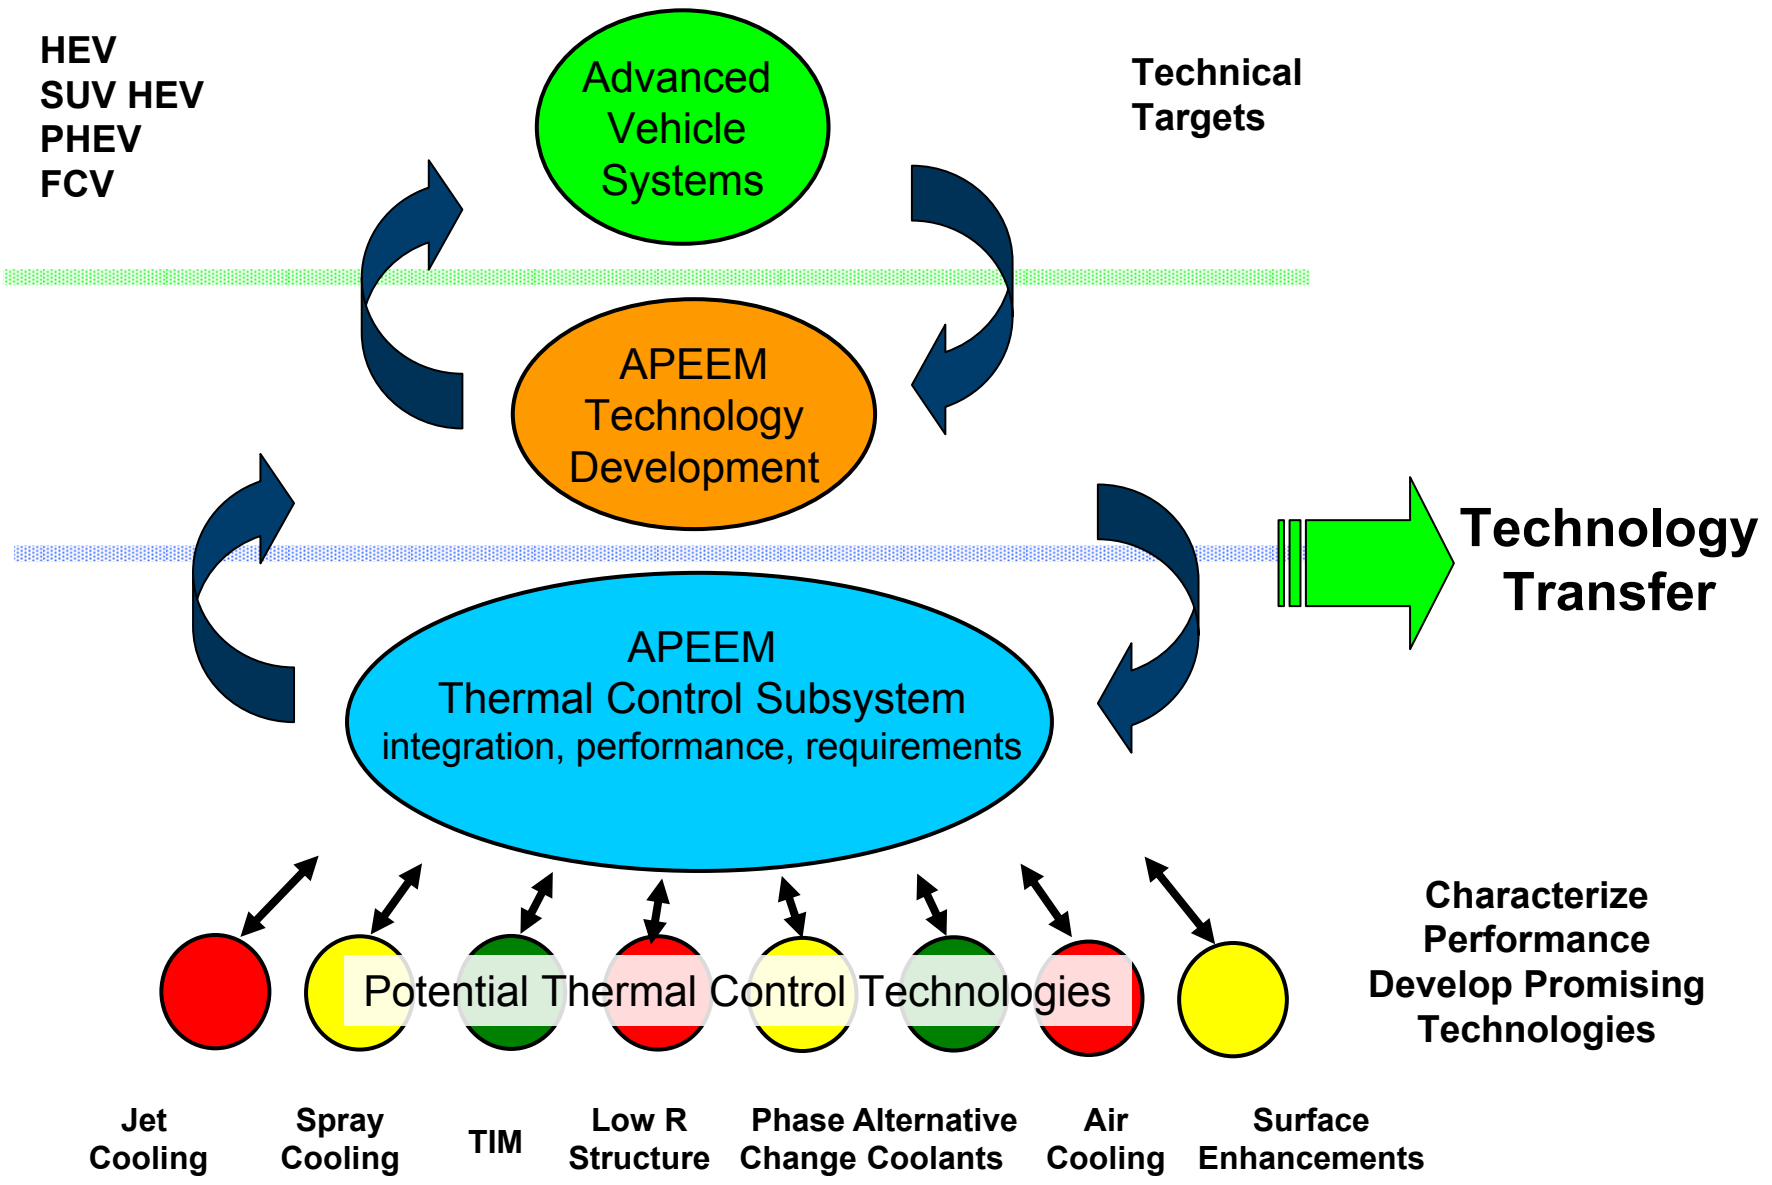 HEV
SUV HEV
PHEV
FCV
Advanced
Vehicle
Systems
Technical
Targets
APEEM
Technology
Development
Technology
Transfer
APEEM
Thermal Control Subsystem
integration, performance, requirements
Characterize
Performance
Develop Promising
Technologies
Potential Thermal Control Technologies
Jet
Cooling
Spray
Cooling
TIM
Low R
Structure
Phase
Change
Alternative
Coolants
Air
Cooling
Surface
Enhancements